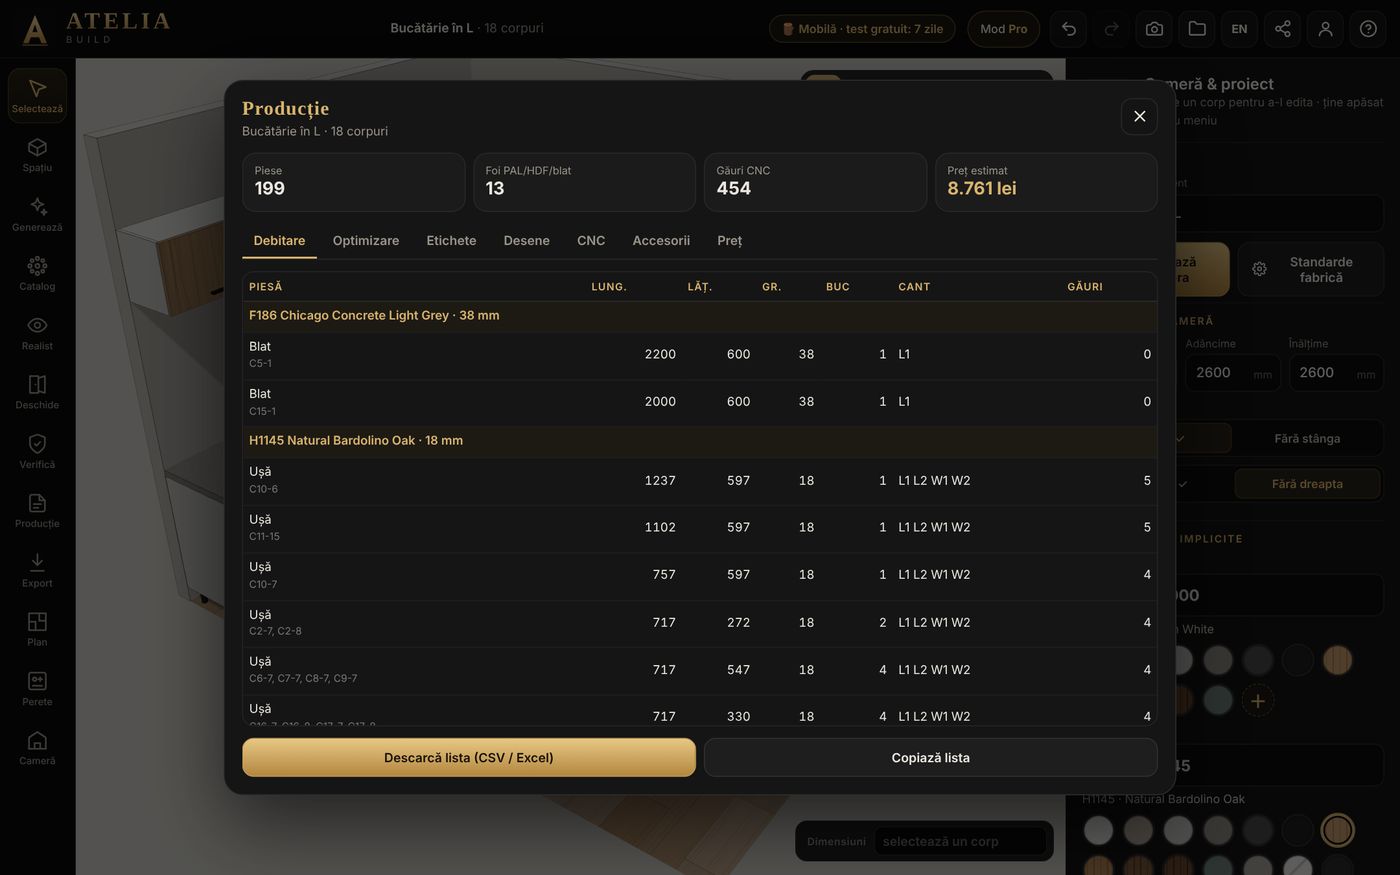 ATELIA
BUILD
Bucătărie în L · 18 corpuri
Mobilă · test gratuit: 7 zile
Mod Pro
EN
Selectează
Spațiu
Generează
Catalog
Realist
Deschide
Verifică
Producție
Export
Plan
Perete
Cameră
Producție
Bucătărie în L · 18 corpuri
Piese
199
Foi PAL/HDF/blat
13
Găuri CNC
454
Preț estimat
8.761 lei
Debitare Optimizare Etichete Desene CNC Accesorii Preț
PIESĂ LUNG. LĂȚ. GR. BUC CANT GĂURI
F186 Chicago Concrete Light Grey · 38 mm
Blat
C5-1
2200 600 38 1 L1 0
Blat
C15-1
2000 600 38 1 L1 0
H1145 Natural Bardolino Oak · 18 mm
Ușă
C10-6
1237 597 18 1 L1 L2 W1 W2 5
Ușă
C11-15
1102 597 18 1 L1 L2 W1 W2 5
Ușă
C10-7
757 597 18 1 L1 L2 W1 W2 4
Ușă
C2-7, C2-8
717 272 18 2 L1 L2 W1 W2 4
Ușă
C6-7, C7-7, C8-7, C9-7
717 547 18 4 L1 L2 W1 W2 4
Ușă
717 330 18 4 L1 L2 W1 W2 4
Descarcă lista (CSV / Excel)
Copiază lista
& proiect
un corp pentru a-l edita · ține apăsat
meniu
Standarde
fabrică
Adâncime
Înălțime
2600 mm
2600 mm
Fără stânga
Fără dreapta
IMPLICITE
White
H1145 · Natural Bardolino Oak
Dimensiuni
selectează un corp